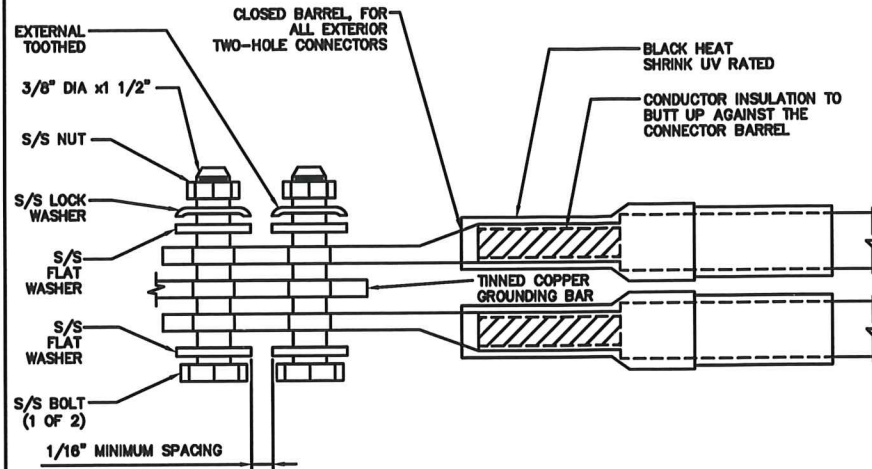 EXTERNAL
TOOTHED
3/8" DIA x1 1/2"
S/S NUT
S/S LOCK
WASHER
S/S
FLAT
WASHER
S/S
FLAT
WASHER
S/S BOLT
(1 OF 2)
1/16" MINIMUM SPACING
CLOSED BARREL, FOR
ALL EXTERIOR
TWO-HOLE CONNECTORS
BLACK HEAT
SHRINK UV RATED
CONDUCTOR INSULATION TO
BUTT UP AGAINST THE
CONNECTOR BARREL
TINNED COPPER
GROUNDING BAR